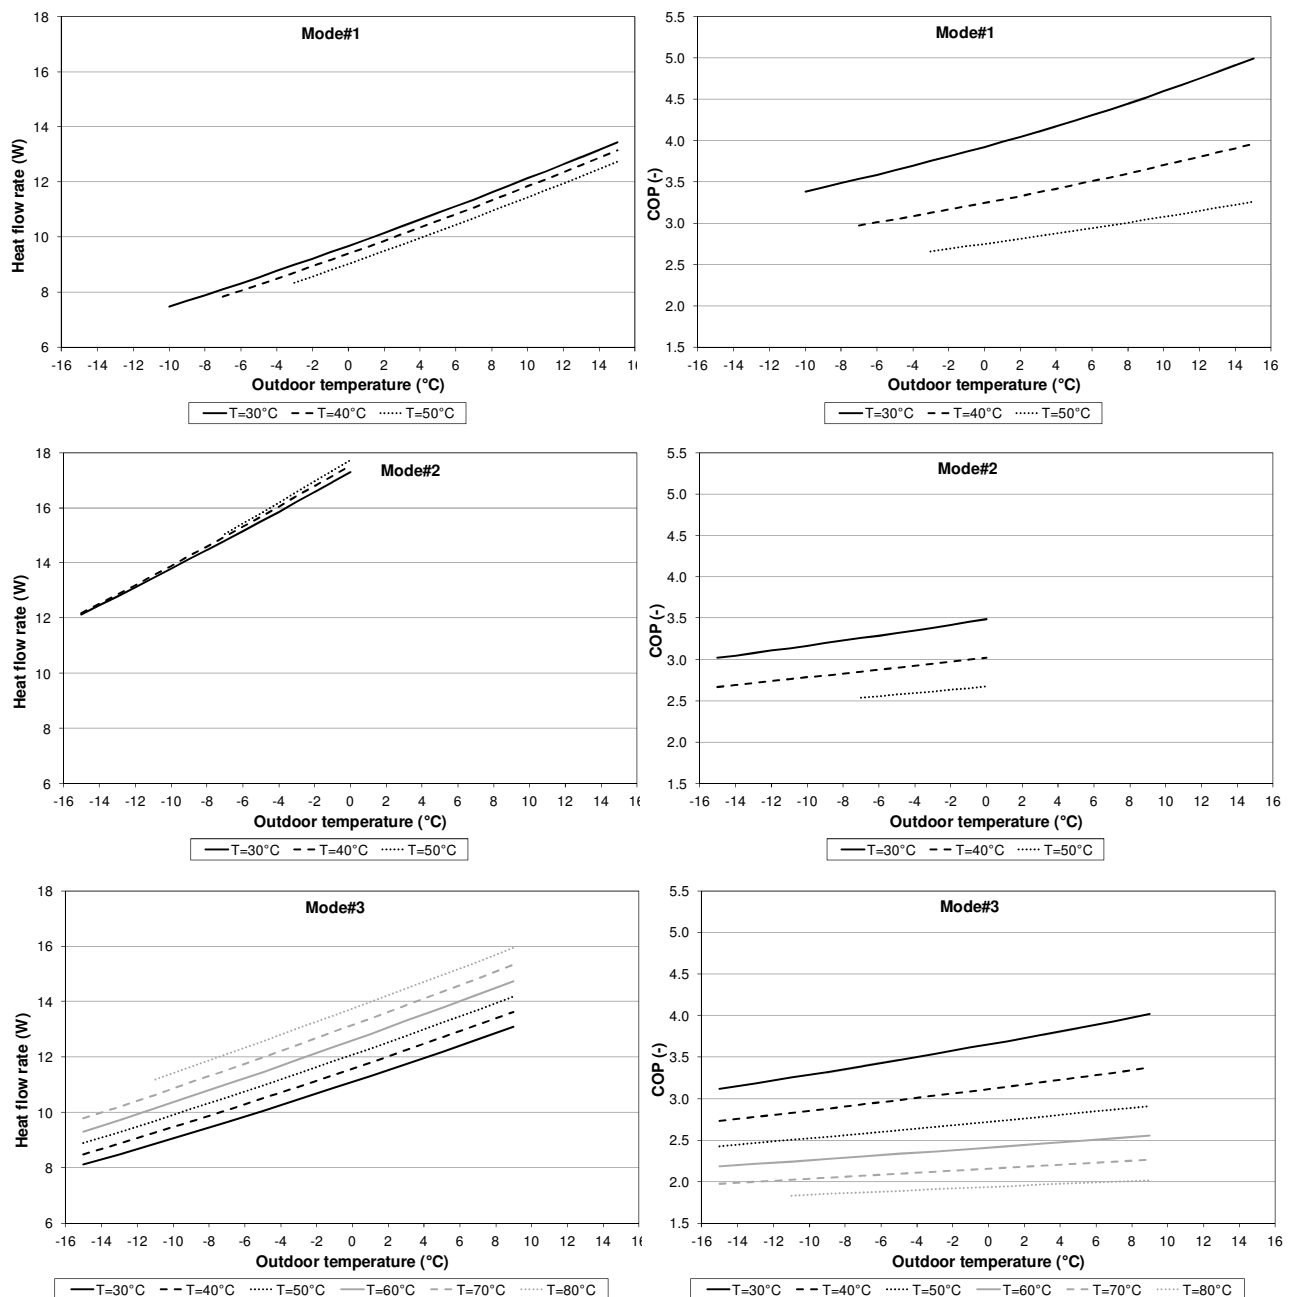 Mode#1
Heat flow rate (W)
18
16
14
12
10
8
6
-16 -14 -12 -10 -8 -6 -4 -2 0 2 4 6 8 10 12 14 16
Outdoor temperature (°C)
T=30°C T=40°C T=50°C
Mode#1
COP (-)
5.5
5.0
4.5
4.0
3.5
3.0
2.5
2.0
1.5
-16 -14 -12 -10 -8 -6 -4 -2 0 2 4 6 8 10 12 14 16
Outdoor temperature (°C)
T=30°C T=40°C T=50°C
Mode#2
Heat flow rate (W)
18
16
14
12
10
8
6
-16 -14 -12 -10 -8 -6 -4 -2 0 2 4 6 8 10 12 14 16
Outdoor temperature (°C)
T=30°C T=40°C T=50°C
Mode#2
COP (-)
5.5
5.0
4.5
4.0
3.5
3.0
2.5
2.0
1.5
-16 -14 -12 -10 -8 -6 -4 -2 0 2 4 6 8 10 12 14 16
Outdoor temperature (°C)
T=30°C T=40°C T=50°C
Mode#3
Heat flow rate (W)
18
16
14
12
10
8
6
-16 -14 -12 -10 -8 -6 -4 -2 0 2 4 6 8 10 12 14 16
Outdoor temperature (°C)
T=30°C T=40°C T=50°C T=60°C T=70°C T=80°C
Mode#3
COP (-)
5.5
5.0
4.5
4.0
3.5
3.0
2.5
2.0
1.5
-16 -14 -12 -10 -8 -6 -4 -2 0 2 4 6 8 10 12 14 16
Outdoor temperature (°C)
T=30°C T=40°C T=50°C T=60°C T=70°C T=80°C